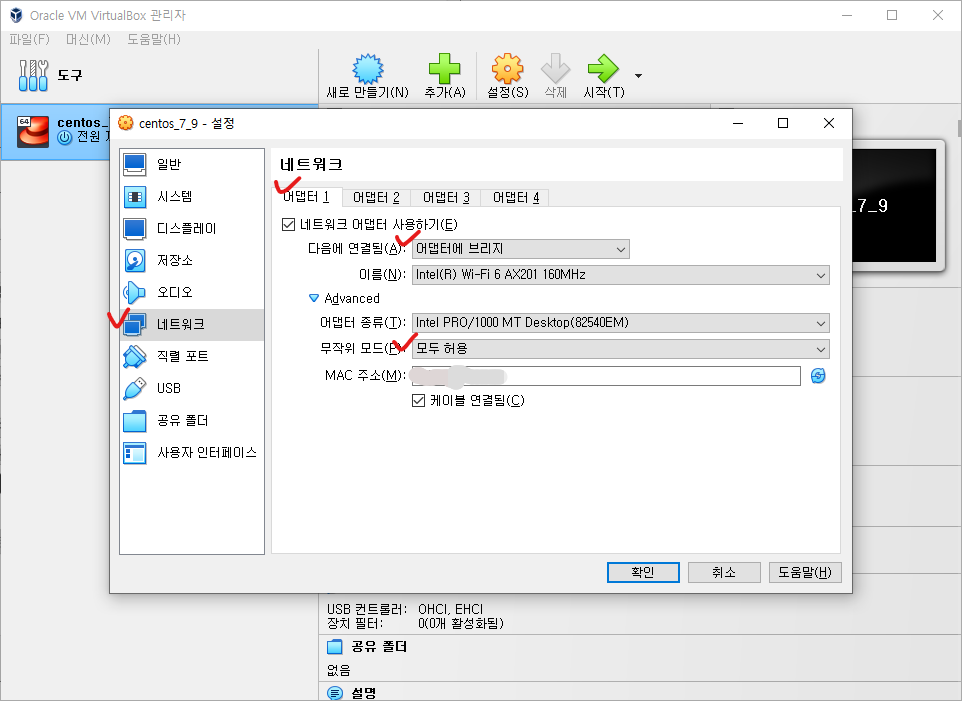 Oracle VM VirtualBox 관리자
파일(F) 머신(M) 도움말(H)
도구
새로 만들기(N) 추가(A) 설정(S) 삭제 시작(T)
64
centos_
전원
centos_7_9 - 설정
일반
시스템
디스플레이
저장소
오디오
네트워크
직렬 포트
USB
공유 폴더
사용자 인터페이스
네트워크
어댑터 1 어댑터 2 어댑터 3 어댑터 4
네트워크 어댑터 사용하기(E)
다음에 연결됨(A): 어댑터에 브리지
이름(N): Intel(R) Wi-Fi 6 AX201 160MHz
Advanced
어댑터 종류(T): Intel PRO/1000 MT Desktop(82540EM)
무작위 모드(P): 모두 허용
MAC 주소(M):
케이블 연결됨(C)
확인 취소 도움말(H)
_7_9
USB 컨트롤러: OHCI, EHCI
장치 필터: 0(0개 활성화됨)
공유 폴더
없음
설명